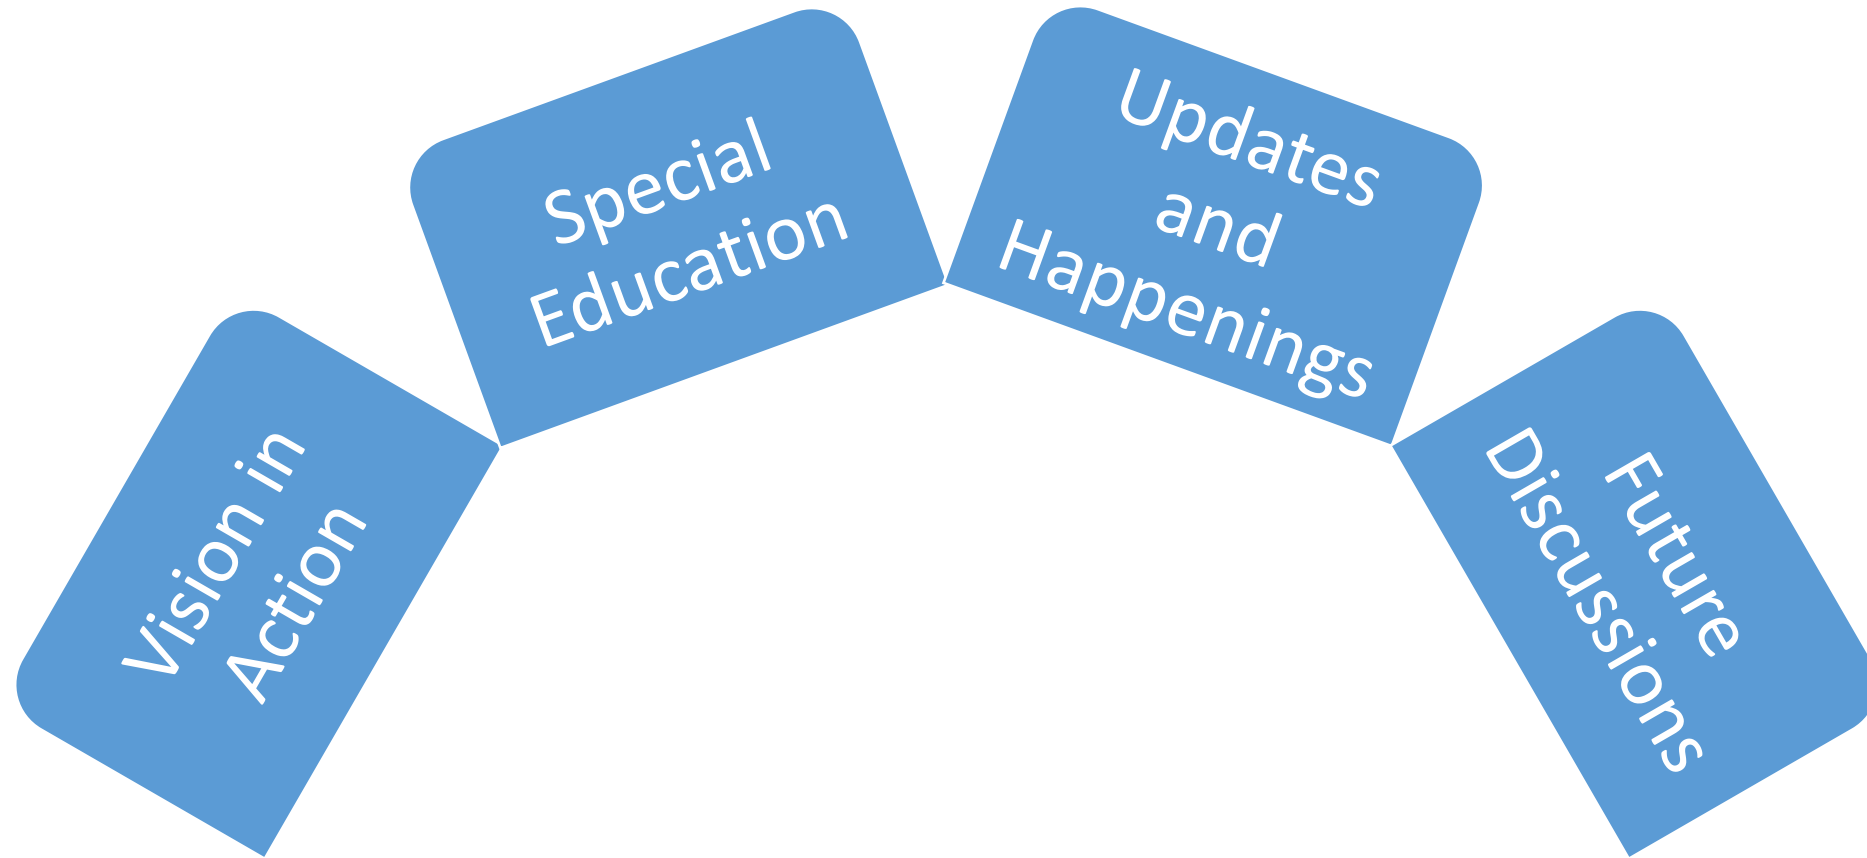 Vision in
Action
Special
Education
Updates
and
Happenings
Future
Discussions